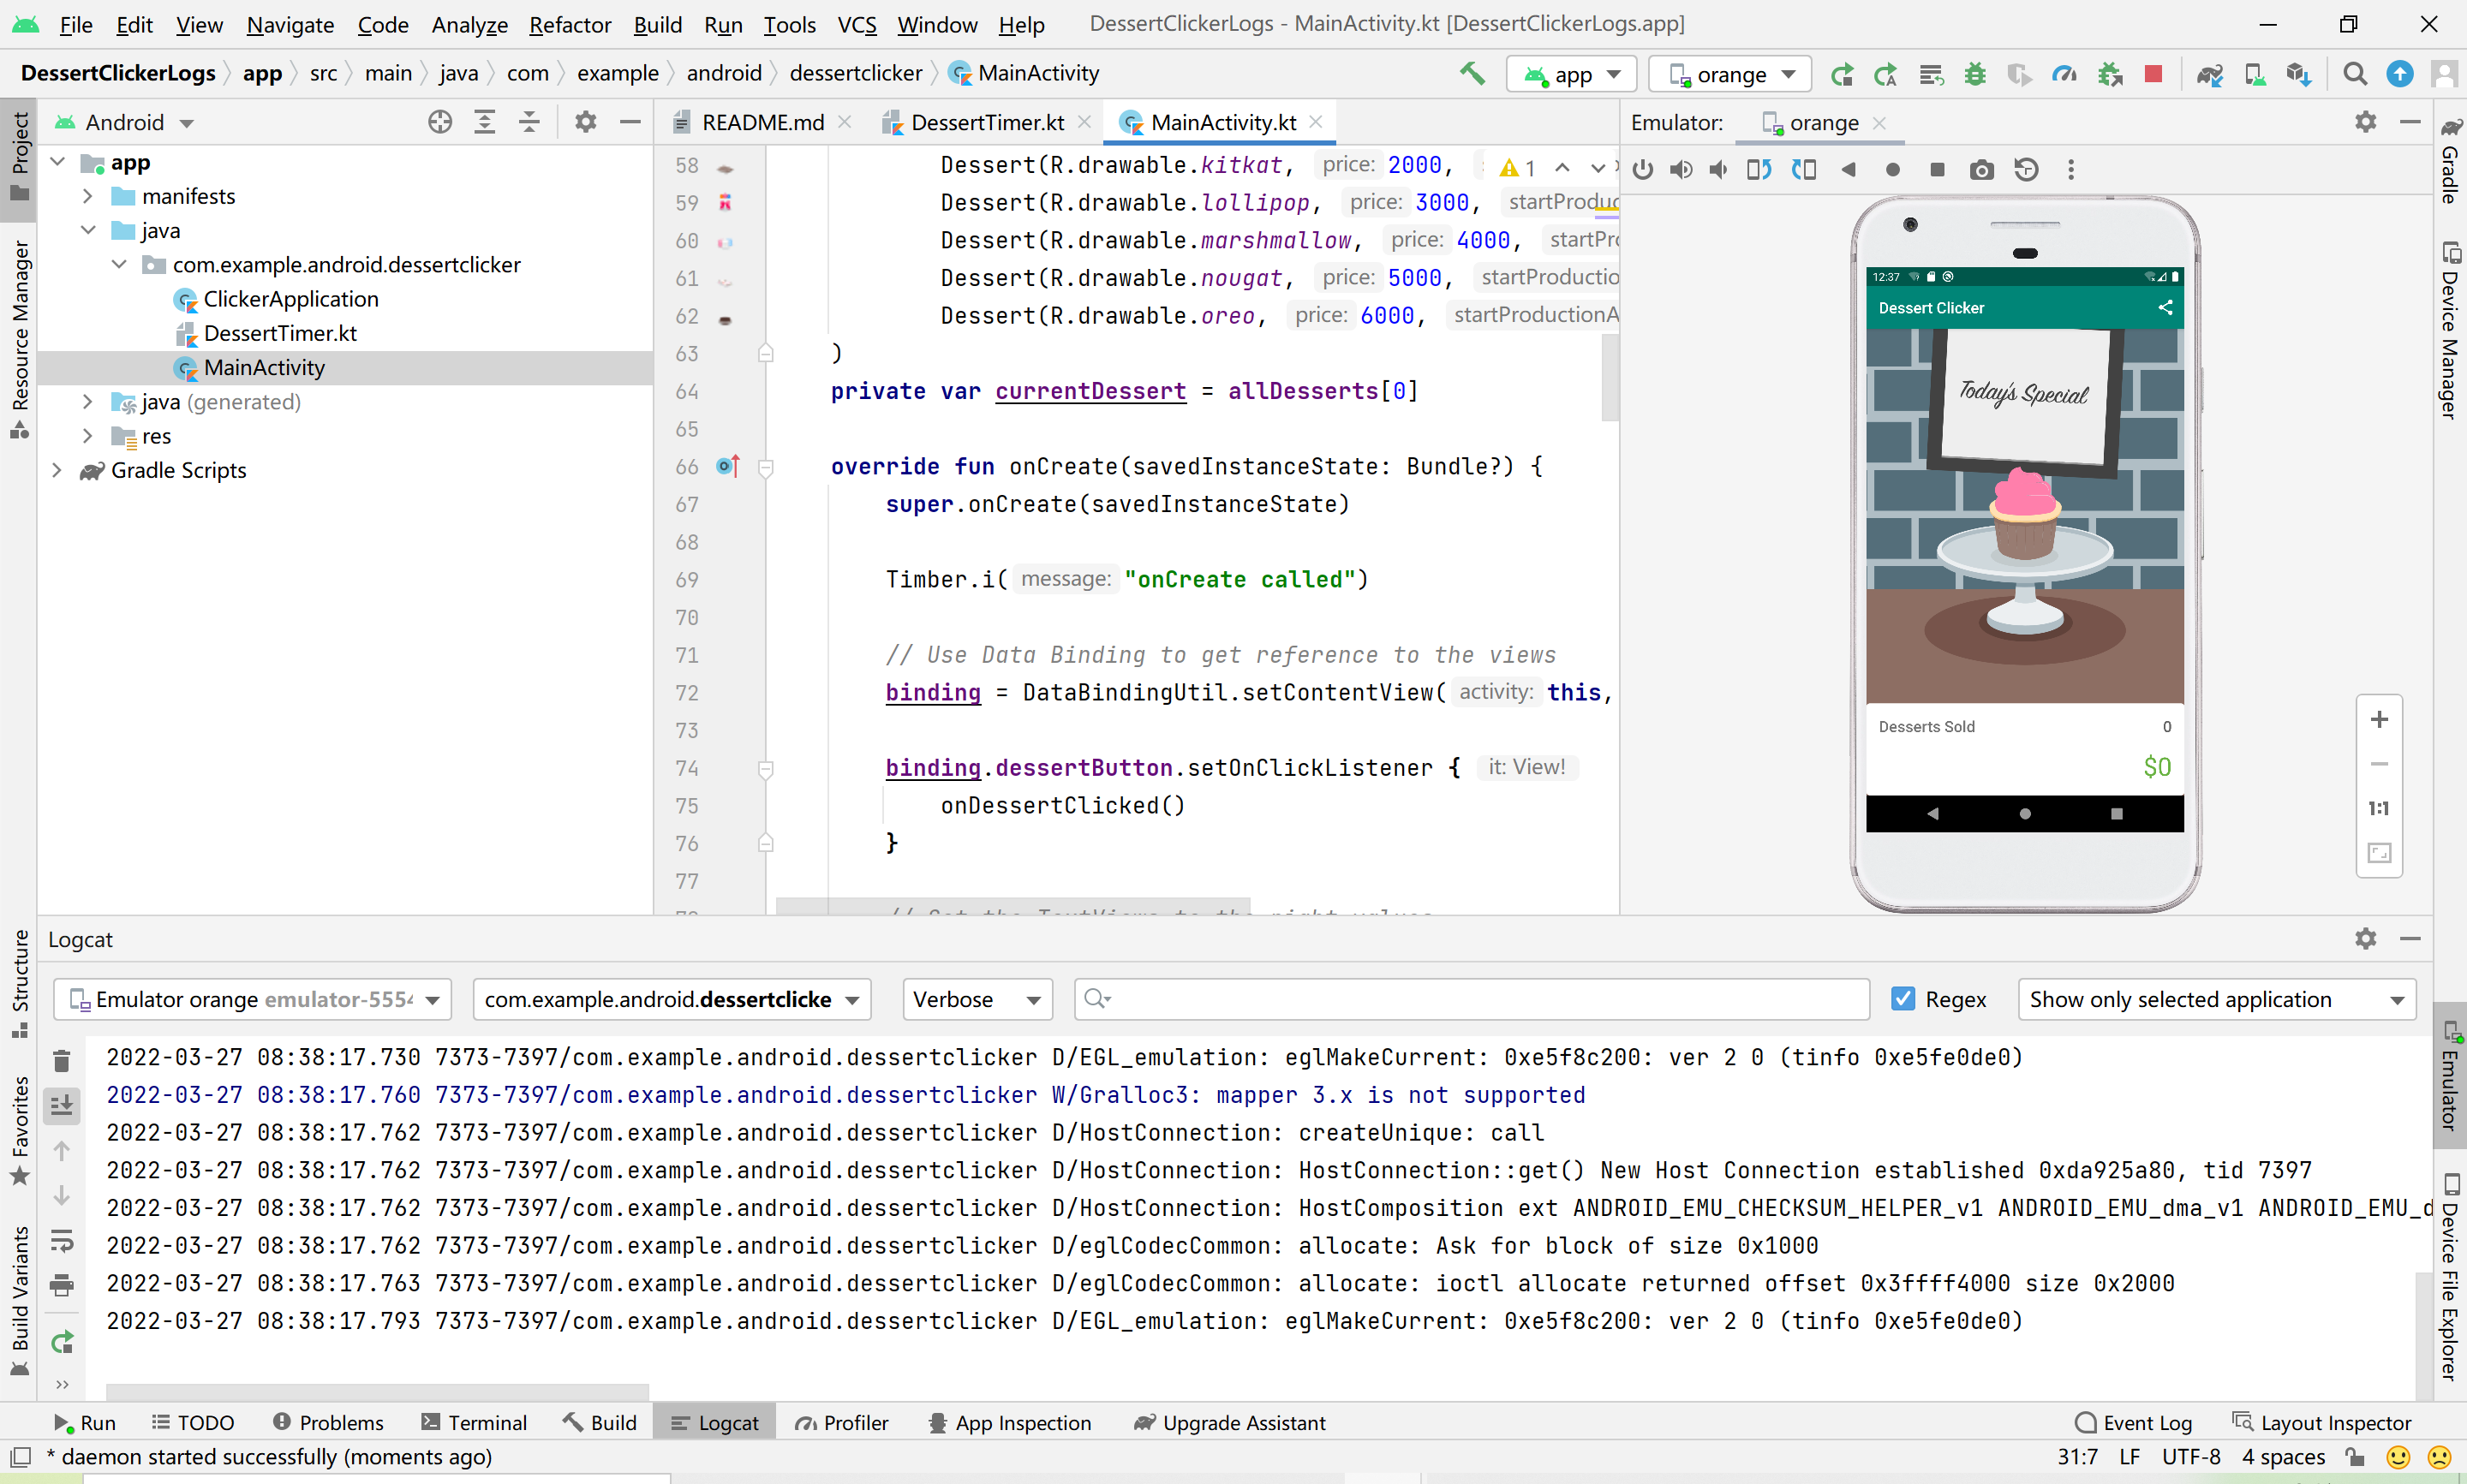 File Edit View Navigate Code Analyze Refactor Build Run Tools VCS Window Help DessertClickerLogs - MainActivity.kt [DessertClickerLogs.app]
DessertClickerLogs app src main java com example android dessertclicker MainActivity app orange
Project
Resource Manager
Structure
Favorites
Build Variants
Android
app
manifests
java
com.example.android.dessertclicker
ClickerApplication
DessertTimer.kt
MainActivity
java (generated)
res
Gradle Scripts
README.md DessertTimer.kt MainActivity.kt
1
58 Dessert(R.drawable.kitkat, price: 2000,
59 Dessert(R.drawable.lollipop, price: 3000, startProduc
60 Dessert(R.drawable.marshmallow, price: 4000, startPro
61 Dessert(R.drawable.nougat, price: 5000, startProductio
62 Dessert(R.drawable.oreo, price: 6000, startProductionA
63 )
64 private var currentDessert = allDesserts[0]
65
66 override fun onCreate(savedInstanceState: Bundle?) {
67 super.onCreate(savedInstanceState)
68
69 Timber.i( message: "onCreate called")
70
71 // Use Data Binding to get reference to the views
72 binding = DataBindingUtil.setContentView( activity: this,
73
74 binding.dessertButton.setOnClickListener { it: View!
75 onDessertClicked()
76 }
77
Emulator: orange
12:37
Dessert Clicker
Today's Special
Desserts Sold 0
$0
1:1
Gradle
Device Manager
Emulator
Device File Explorer
Logcat
Emulator orange emulator-5554 com.example.android.dessertclicke Verbose Regex Show only selected application
2022-03-27 08:38:17.730 7373-7397/com.example.android.dessertclicker D/EGL_emulation: eglMakeCurrent: 0xe5f8c200: ver 2 0 (tinfo 0xe5fe0de0)
2022-03-27 08:38:17.760 7373-7397/com.example.android.dessertclicker W/Gralloc3: mapper 3.x is not supported
2022-03-27 08:38:17.762 7373-7397/com.example.android.dessertclicker D/HostConnection: createUnique: call
2022-03-27 08:38:17.762 7373-7397/com.example.android.dessertclicker D/HostConnection: HostConnection::get() New Host Connection established 0xda925a80, tid 7397
2022-03-27 08:38:17.762 7373-7397/com.example.android.dessertclicker D/HostConnection: HostComposition ext ANDROID_EMU_CHECKSUM_HELPER_v1 ANDROID_EMU_dma_v1 ANDROID_EMU_d
2022-03-27 08:38:17.762 7373-7397/com.example.android.dessertclicker D/eglCodecCommon: allocate: Ask for block of size 0x1000
2022-03-27 08:38:17.763 7373-7397/com.example.android.dessertclicker D/eglCodecCommon: allocate: ioctl allocate returned offset 0x3ffff4000 size 0x2000
2022-03-27 08:38:17.793 7373-7397/com.example.android.dessertclicker D/EGL_emulation: eglMakeCurrent: 0xe5f8c200: ver 2 0 (tinfo 0xe5fe0de0)
Run TODO Problems Terminal Build Logcat Profiler App Inspection Upgrade Assistant Event Log Layout Inspector
* daemon started successfully (moments ago) 31:7 LF UTF-8 4 spaces